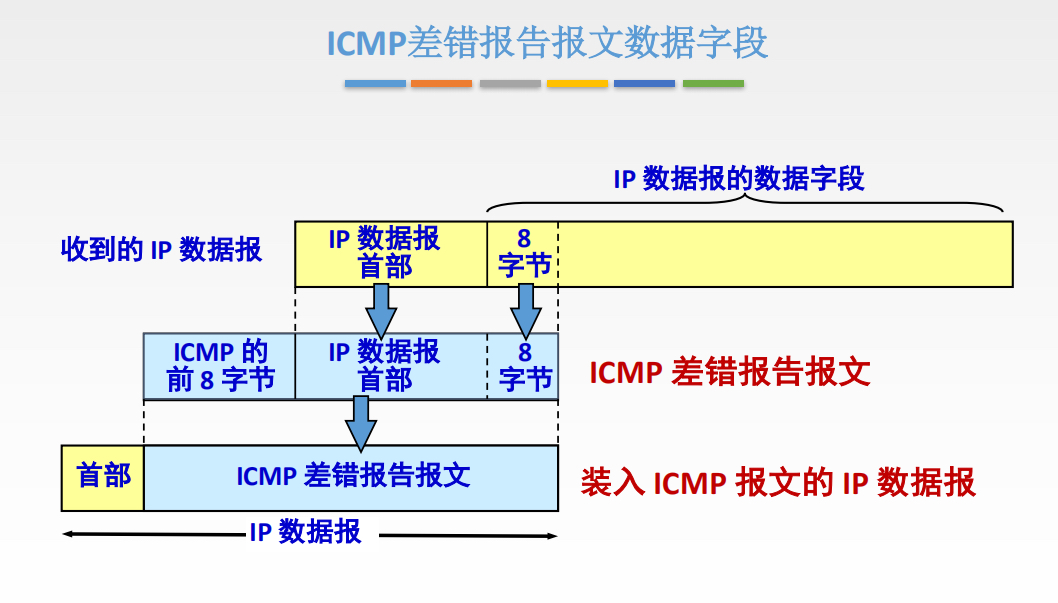 ICMP差错报告报文数据字段
IP 数据报的数据字段
收到的 IP 数据报
IP 数据报
首部
8
字节
ICMP 的
前 8 字节
IP 数据报
首部
8
字节
ICMP 差错报告报文
首部
ICMP 差错报告报文
装入 ICMP 报文的 IP 数据报
IP 数据报